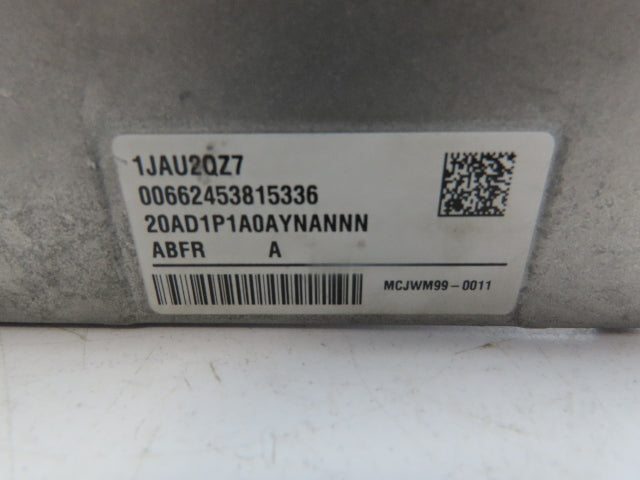 1JAU2QZ7
00662453815336
20AD1P1A0AYNANNN
ABFR A
MCJWM99-0011